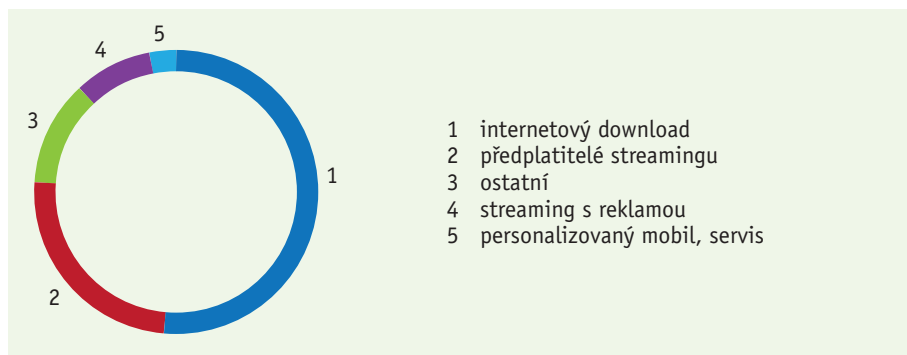 5
4
3
1
2
1 internetový download
2 předplatitelé streamingu
3 ostatní
4 streaming s reklamou
5 personalizovaný mobil, servis